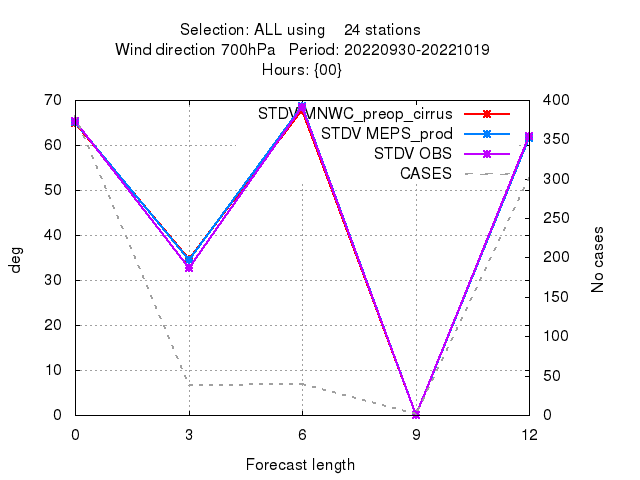 Selection: ALL using 24 stations
Wind direction 700hPa Period: 20220930-20221019
Hours: {00}
STDV MNWC_preop_cirrus
STDV MEPS_prod
STDV OBS
CASES
70
60
50
40
30
20
10
0
400
350
300
250
200
150
100
50
0
deg
No cases
0 3 6 9 12
Forecast length